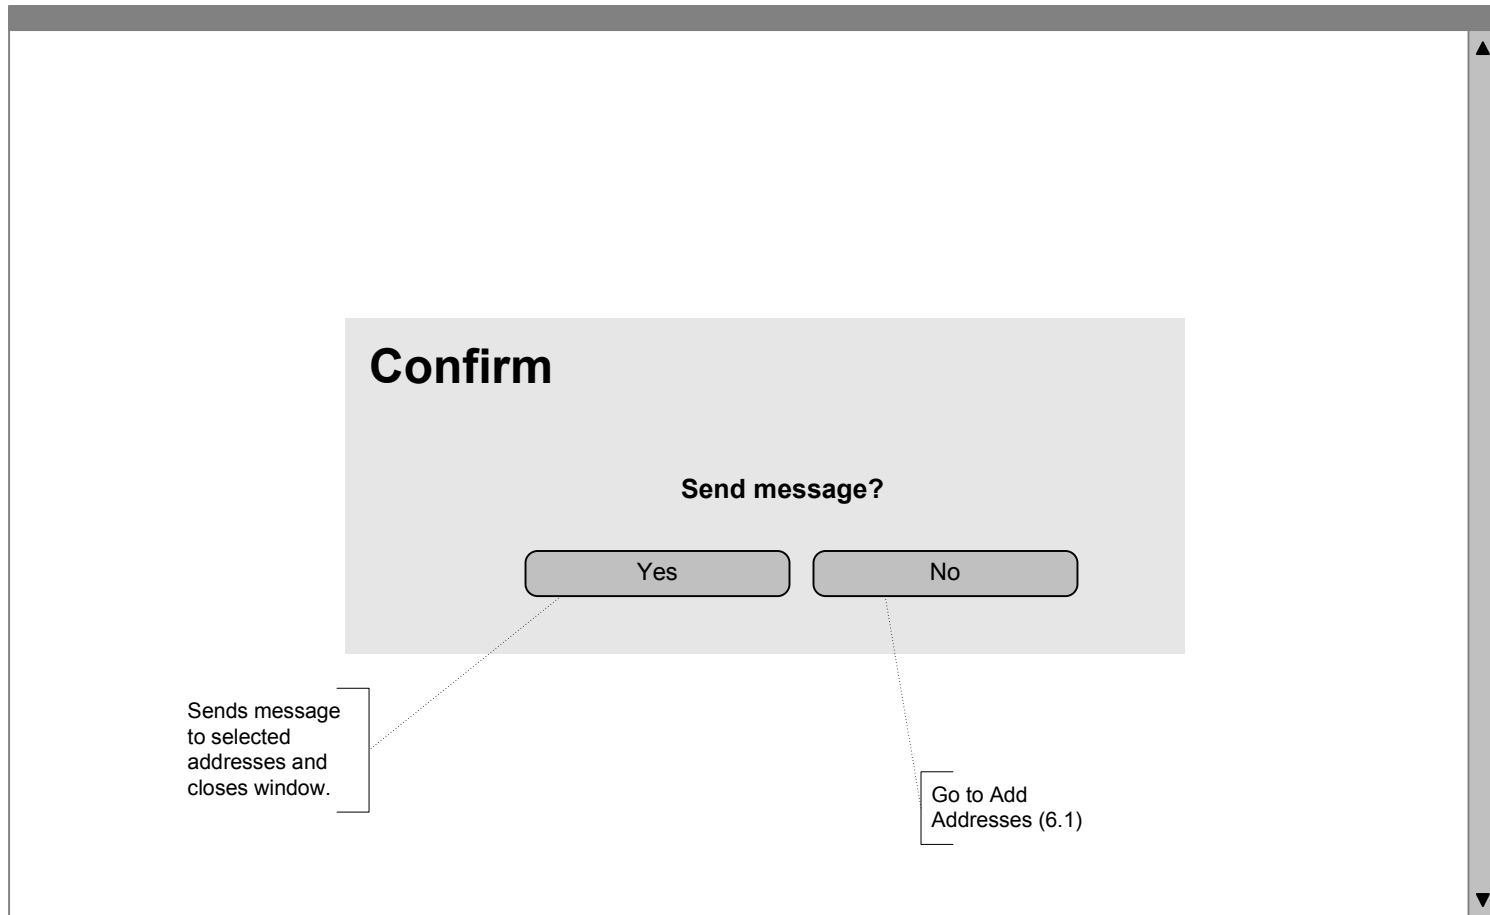 Confirm
Send message?
Yes
No
Sends message
to selected
addresses and
closes window.
Go to Add
Addresses (6.1)